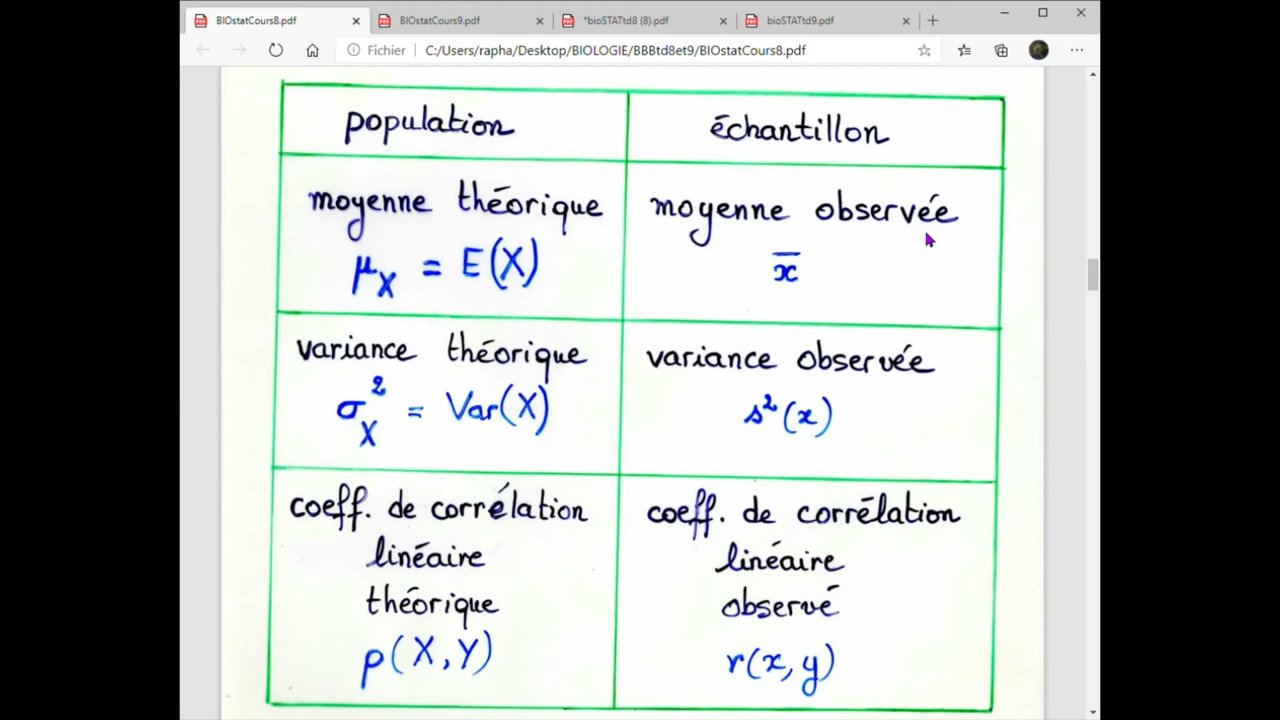 BIOstatCours8.pdf
BIOstatCours9.pdf
*bioSTATtd8 (8).pdf
bioSTATtd9.pdf
Fichier
C:/Users/rapha/Desktop/BIOLOGIE/BBBtd8et9/BIOstatCours8.pdf
population
échantillon
moyenne théorique
moyenne observée
μ_X = E(X)
x̄
variance théorique
variance observée
σ²_X = Var(X)
s²(x)
coeff. de corrélation
linéaire
théorique
ρ(X,Y)
coeff. de corrélation
linéaire
observé
r(x,y)